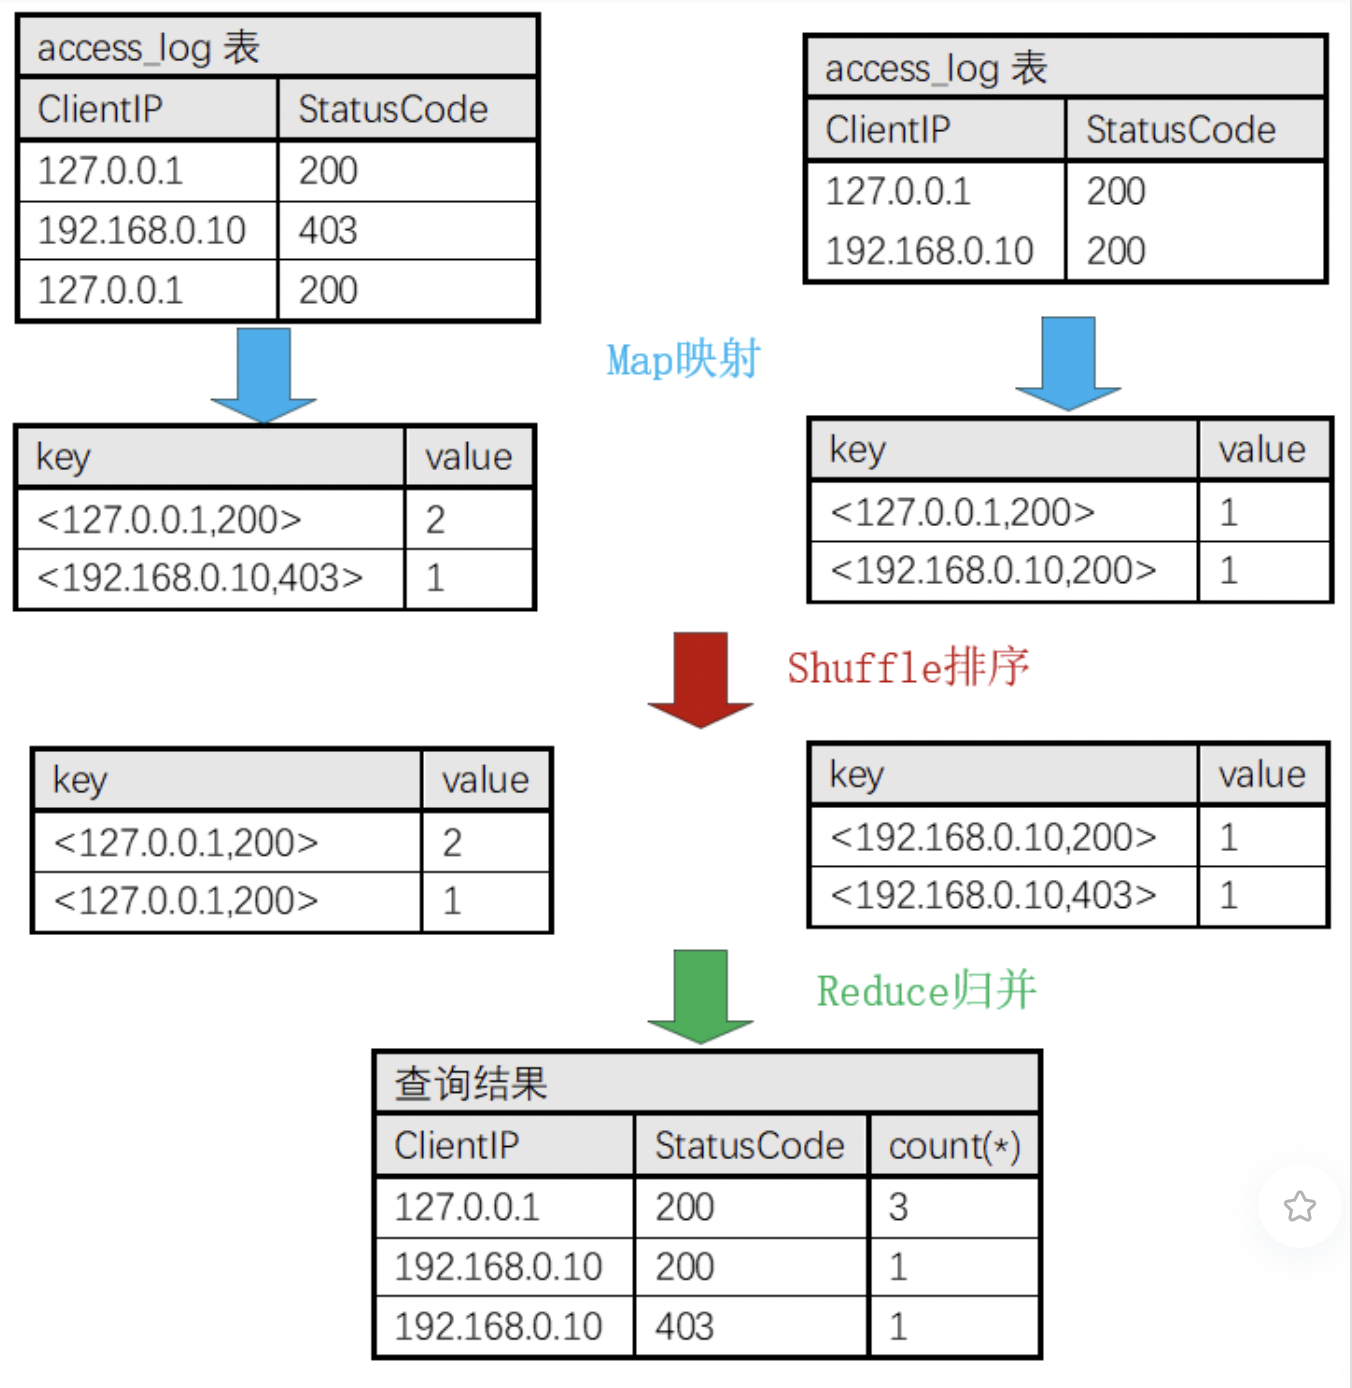 access_log 表
ClientIP StatusCode
127.0.0.1 200
192.168.0.10 403
127.0.0.1 200
access_log 表
ClientIP StatusCode
127.0.0.1 200
192.168.0.10 200
Map映射
key value
<127.0.0.1,200> 2
<192.168.0.10,403> 1
key value
<127.0.0.1,200> 1
<192.168.0.10,200> 1
Shuffle排序
key value
<127.0.0.1,200> 2
<127.0.0.1,200> 1
key value
<192.168.0.10,200> 1
<192.168.0.10,403> 1
Reduce归并
查询结果
ClientIP StatusCode count(*)
127.0.0.1 200 3
192.168.0.10 200 1
192.168.0.10 403 1